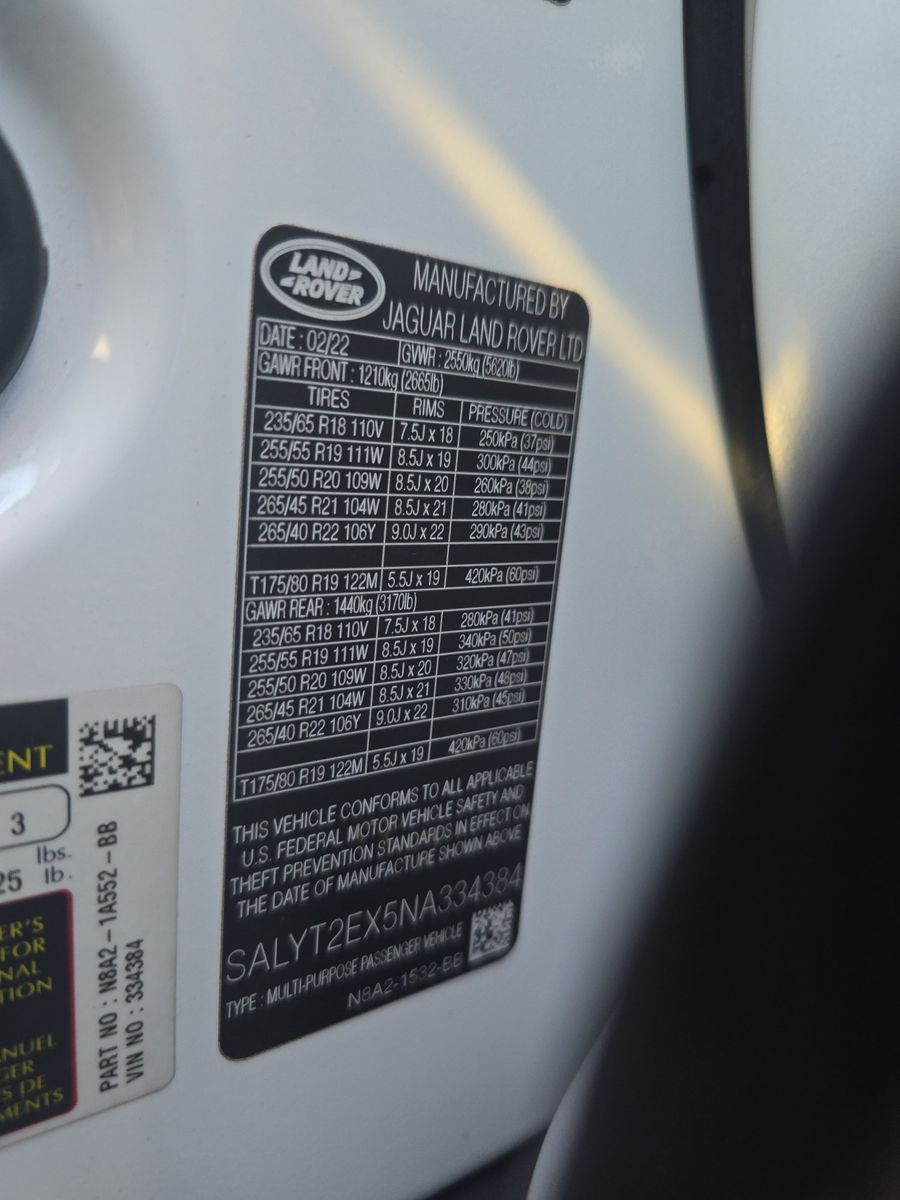 LAND ROVER
MANUFACTURED BY
JAGUAR LAND ROVER LTD
DATE : 02/22 GVWR : 2550kg (5620lb)
GAWR FRONT : 1210kg (2665lb)
TIRES RIMS PRESSURE (COLD)
235/65 R18 110V 7.5J x 18 250kPa (37psi)
255/55 R19 111W 8.5J x 19 300kPa (44psi)
255/50 R20 109W 8.5J x 20 260kPa (38psi)
265/45 R21 104W 8.5J x 21 280kPa (41psi)
265/40 R22 106Y 9.0J x 22 290kPa (43psi)
T175/80 R19 122M 5.5J x 19 420kPa (60psi)
GAWR REAR : 1440kg (3170lb)
235/65 R18 110V 7.5J x 18 280kPa (41psi)
255/55 R19 111W 8.5J x 19 340kPa (50psi)
255/50 R20 109W 8.5J x 20 320kPa (47psi)
265/45 R21 104W 8.5J x 21 330kPa (48psi)
265/40 R22 106Y 9.0J x 22 310kPa (45psi)
T175/80 R19 122M 5.5J x 19 420kPa (60psi)
THIS VEHICLE CONFORMS TO ALL APPLICABLE
U.S. FEDERAL MOTOR VEHICLE SAFETY AND
THEFT PREVENTION STANDARDS IN EFFECT ON
THE DATE OF MANUFACTURE SHOWN ABOVE
SALYT2EX5NA334384
TYPE : MULTI-PURPOSE PASSENGER VEHICLE
N8A2-1532-BB
ENT
3
lbs.
25 lb.
ER'S
FOR
NAL
TION
ANUEL
GER
S DE
MENTS
PART NO : N8A2-1A552-BB
VIN NO : 334384